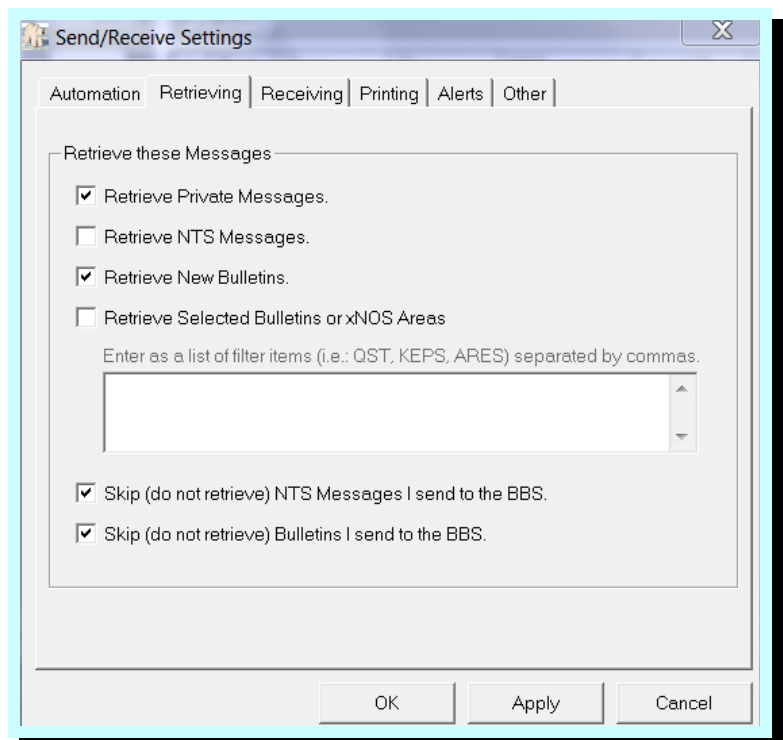 Send/Receive Settings
Automation Retrieving Receiving Printing Alerts Other
Retrieve these Messages
Retrieve Private Messages.
Retrieve NTS Messages.
Retrieve New Bulletins.
Retrieve Selected Bulletins or xNOS Areas
Enter as a list of filter items (i.e.: QST, KEPS, ARES) separated by commas.
Skip (do not retrieve) NTS Messages I send to the BBS.
Skip (do not retrieve) Bulletins I send to the BBS.
OK Apply Cancel